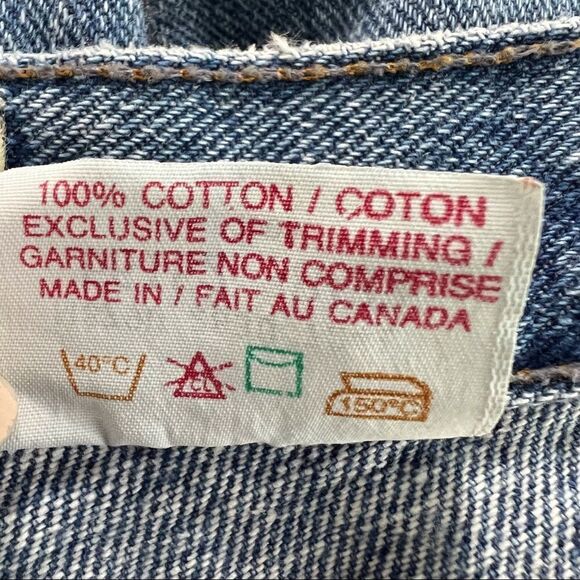 100% COTTON / COTON
EXCLUSIVE OF TRIMMING /
GARNITURE NON COMPRISE
MADE IN / FAIT AU CANADA
40°C CL 150°C